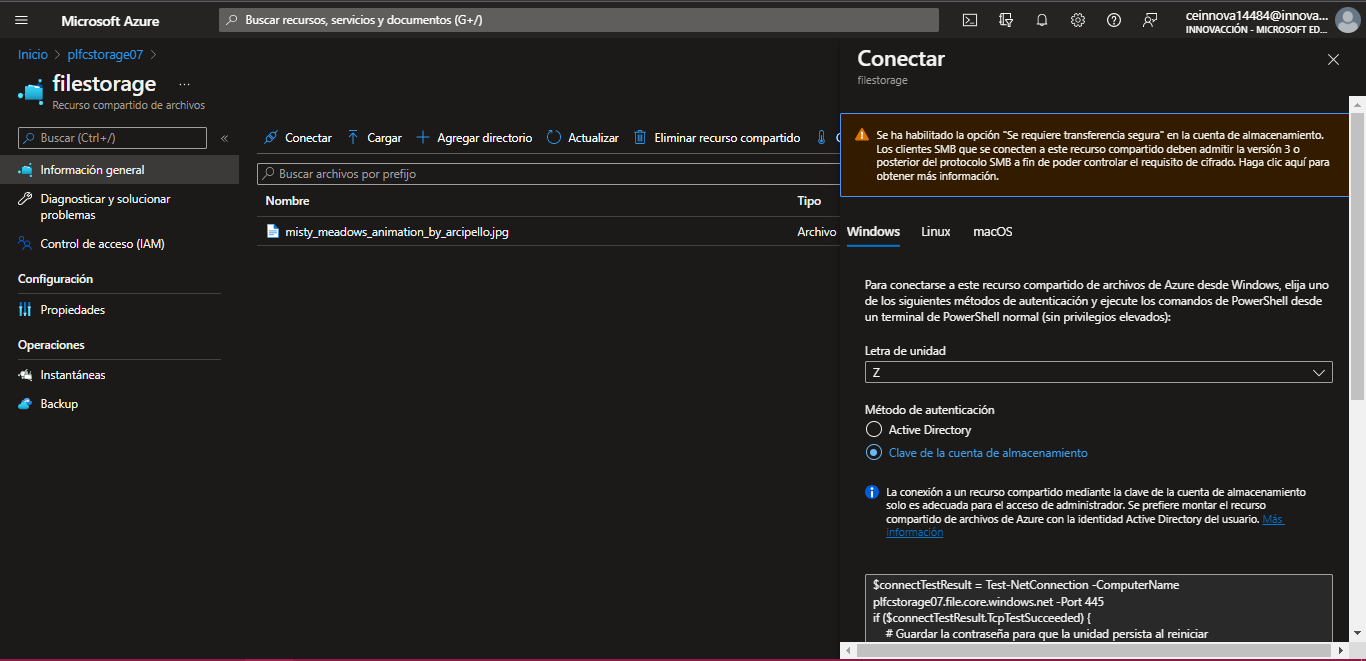 Microsoft Azure
Buscar recursos, servicios y documentos (G+/)
ceinnova14484@innova...
INNOVACCIÓN - MICROSOFT ED...
Inicio > plfcstorage07 >
filestorage ...
Recurso compartido de archivos
Buscar (Ctrl+/)
«
Información general
Diagnosticar y solucionar
problemas
Control de acceso (IAM)
Configuración
Propiedades
Operaciones
Instantáneas
Backup
Conectar Cargar Agregar directorio Actualizar Eliminar recurso compartido
Buscar archivos por prefijo
Nombre Tipo
misty_meadows_animation_by_arcipello.jpg Archivo
Conectar
filestorage
Se ha habilitado la opción "Se requiere transferencia segura" en la cuenta de almacenamiento.
Los clientes SMB que se conecten a este recurso compartido deben admitir la versión 3 o
posterior del protocolo SMB a fin de poder controlar el requisito de cifrado. Haga clic aquí para
obtener más información.
Windows Linux macOS
Para conectarse a este recurso compartido de archivos de Azure desde Windows, elija uno
de los siguientes métodos de autenticación y ejecute los comandos de PowerShell desde
un terminal de PowerShell normal (sin privilegios elevados):
Letra de unidad
Z
Método de autenticación
Active Directory
Clave de la cuenta de almacenamiento
La conexión a un recurso compartido mediante la clave de la cuenta de almacenamiento
solo es adecuada para el acceso de administrador. Se prefiere montar el recurso
compartido de archivos de Azure con la identidad Active Directory del usuario. Más
información
$connectTestResult = Test-NetConnection -ComputerName
plfcstorage07.file.core.windows.net -Port 445
if ($connectTestResult.TcpTestSucceeded) {
# Guardar la contraseña para que la unidad persista al reiniciar